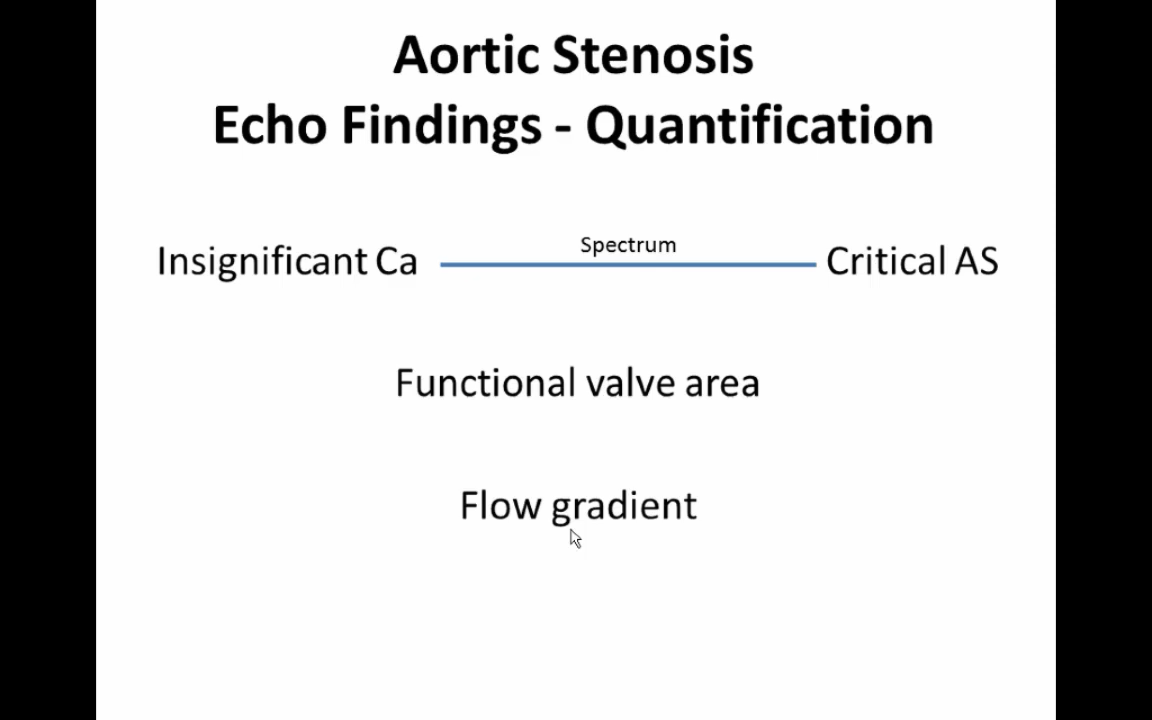 Aortic Stenosis
Echo Findings - Quantification
Spectrum
Insignificant Ca Critical AS
Functional valve area
Flow gradient